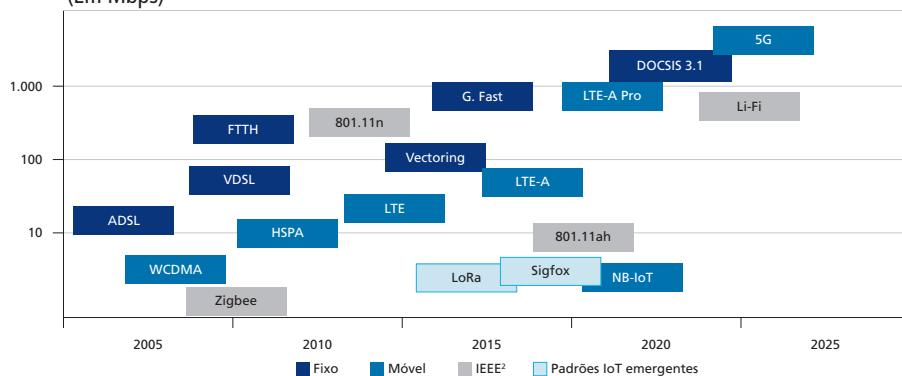 (Em Mbps)
5G
DOCSIS 3.1
1.000
G. Fast
LTE-A Pro
Li-Fi
FTTH
801.11n
100
Vectoring
VDSL
LTE-A
ADSL
LTE
10
HSPA
801.11ah
WCDMA
LoRa
Sigfox
NB-IoT
Zigbee
2005 2010 2015 2020 2025
Fixo Móvel IEEE² Padrões IoT emergentes